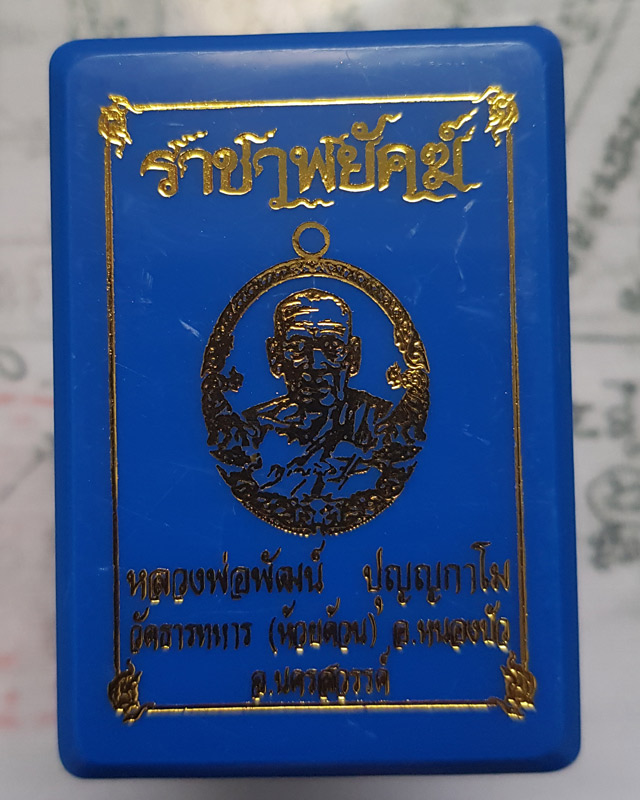 ราชาพยัคฆ์
หลวงพ่อพัฒน์ ปุญญกาโม
วัดธารทหาร (ห้วยด้วน) อ.หนองบัว
จ.นครสวรรค์